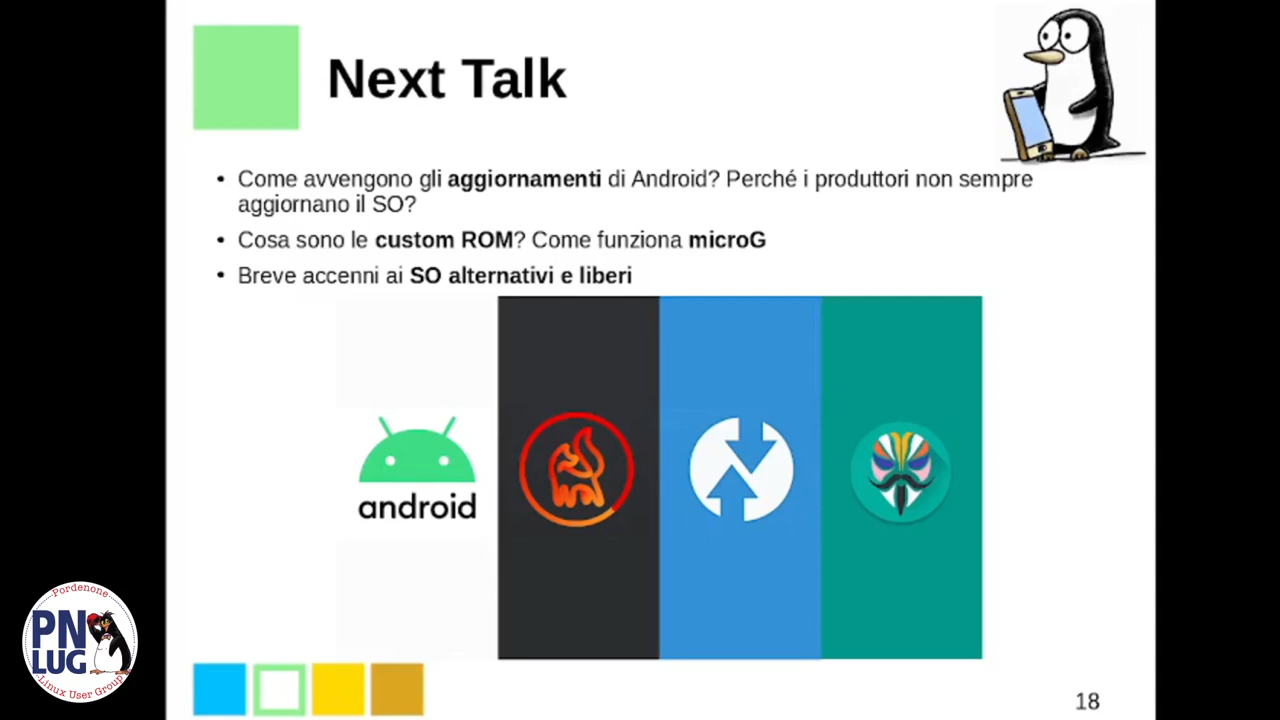 Next Talk
• Come avvengono gli aggiornamenti di Android? Perché i produttori non sempre
aggiornano il SO?
• Cosa sono le custom ROM? Come funziona microG
• Breve accenni ai SO alternativi e liberi
android
Pordenone
PN
LUG
Linux User Group
18